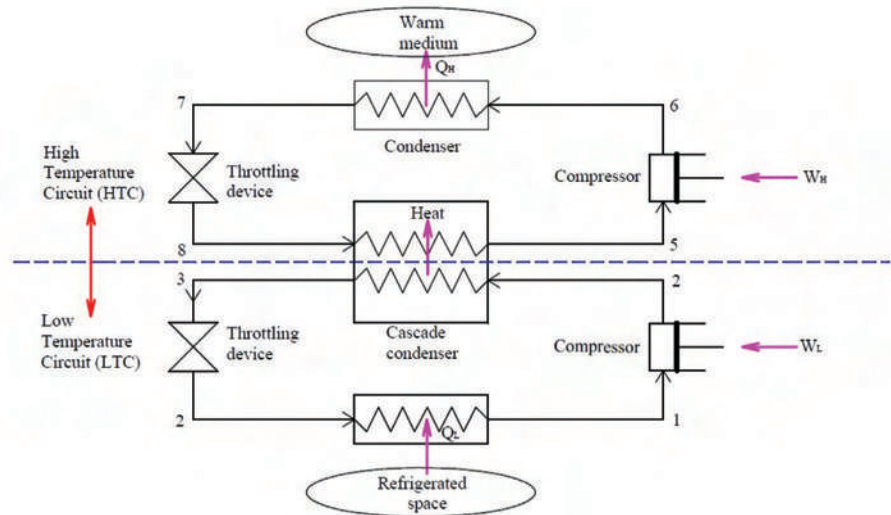 Warm
medium
QH
7
6
Condenser
High
Temperature
Circuit (HTC)
Throttling
device
Compressor
WH
Heat
8
5
3
2
Low
Temperature
Circuit (LTC)
Throttling
device
Cascade
condenser
Compressor
WL
2
1
QL
Refrigerated
space